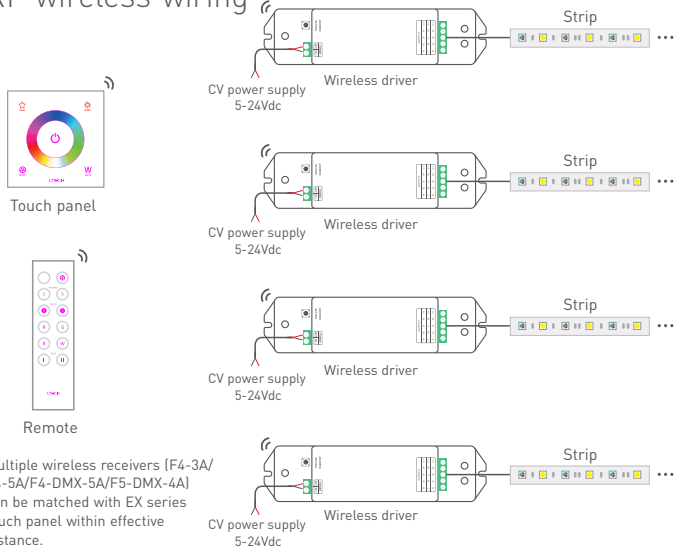 wireless wiring
Strip
Wireless driver
CV power supply
5-24Vdc
Touch panel
W
LTECH
Strip
Wireless driver
CV power supply
5-24Vdc
Remote
R
G
B
W
LTECH
Strip
Wireless driver
CV power supply
5-24Vdc
ultiple wireless receivers (F4-3A/
-5A/F4-DMX-5A/F5-DMX-4A)
n be matched with EX series
uch panel within effective
stance.
Strip
Wireless driver
CV power supply
5-24Vdc